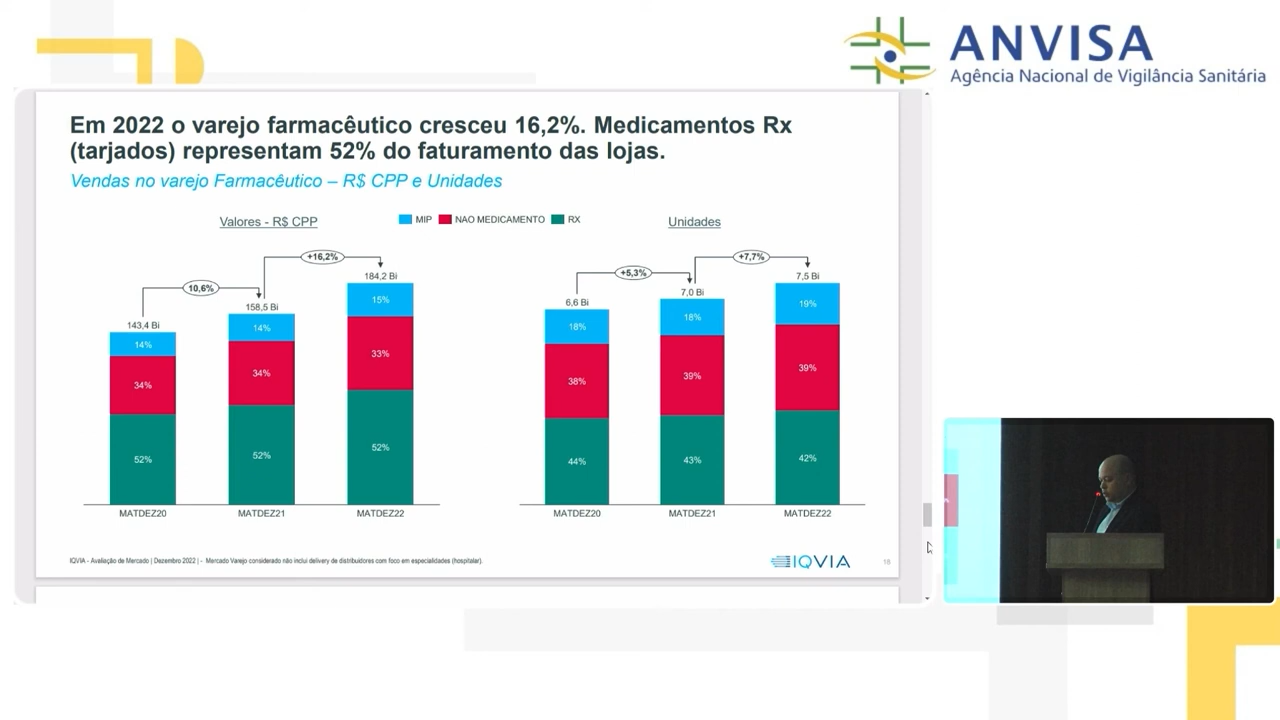 ANVISA
Agência Nacional de Vigilância Sanitária
Em 2022 o varejo farmacêutico cresceu 16,2%. Medicamentos Rx
(tarjados) representam 52% do faturamento das lojas.
Vendas no varejo Farmacêutico – R$ CPP e Unidades
Valores - R$ CPP
MIP
NAO MEDICAMENTO
RX
Unidades
10,6%
+16,2%
143,4 Bi
14%
34%
52%
MATDEZ20
158,5 Bi
14%
34%
52%
MATDEZ21
184,2 Bi
15%
33%
52%
MATDEZ22
+5,3%
+7,7%
6,6 Bi
18%
38%
44%
MATDEZ20
7,0 Bi
18%
39%
43%
MATDEZ21
7,5 Bi
19%
39%
42%
MATDEZ22
IQVIA - Avaliação de Mercado | Dezembro 2022 | - Mercado Varejo considerado não inclui delivery de distribuidores com foco em especialidades (hospitalar).
IQVIA
18